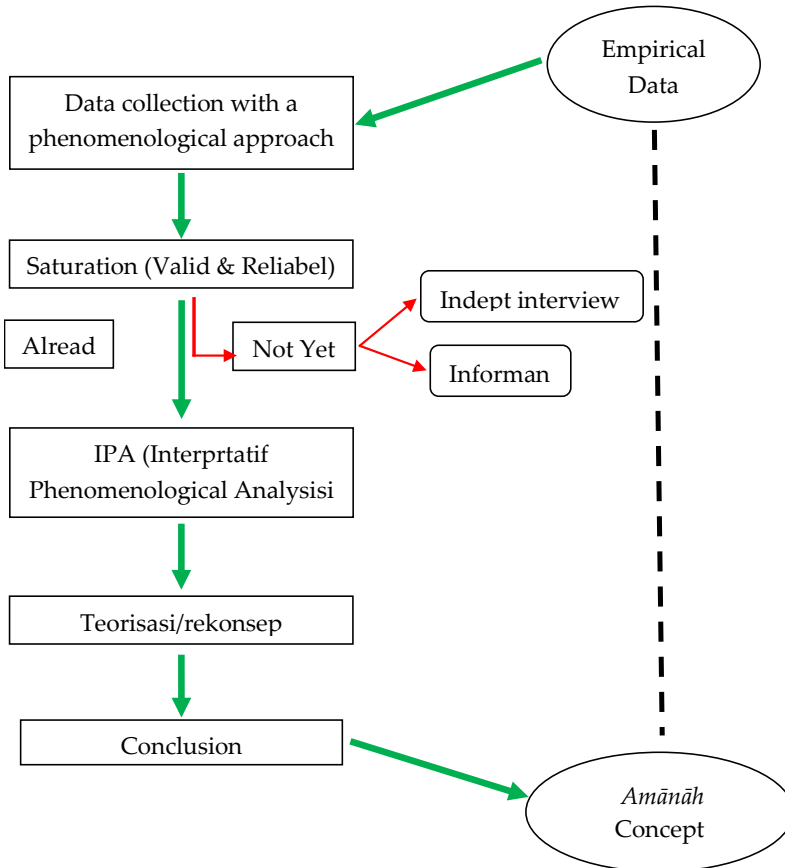 Empirical
Data
Data collection with a
phenomenological approach
Saturation (Valid & Reliabel)
Indept interview
Alread
Not Yet
Informan
IPA (Interprtatif
Phenomenological Analysisi
Teorisasi/rekonsep
Conclusion
Amānāh
Concept